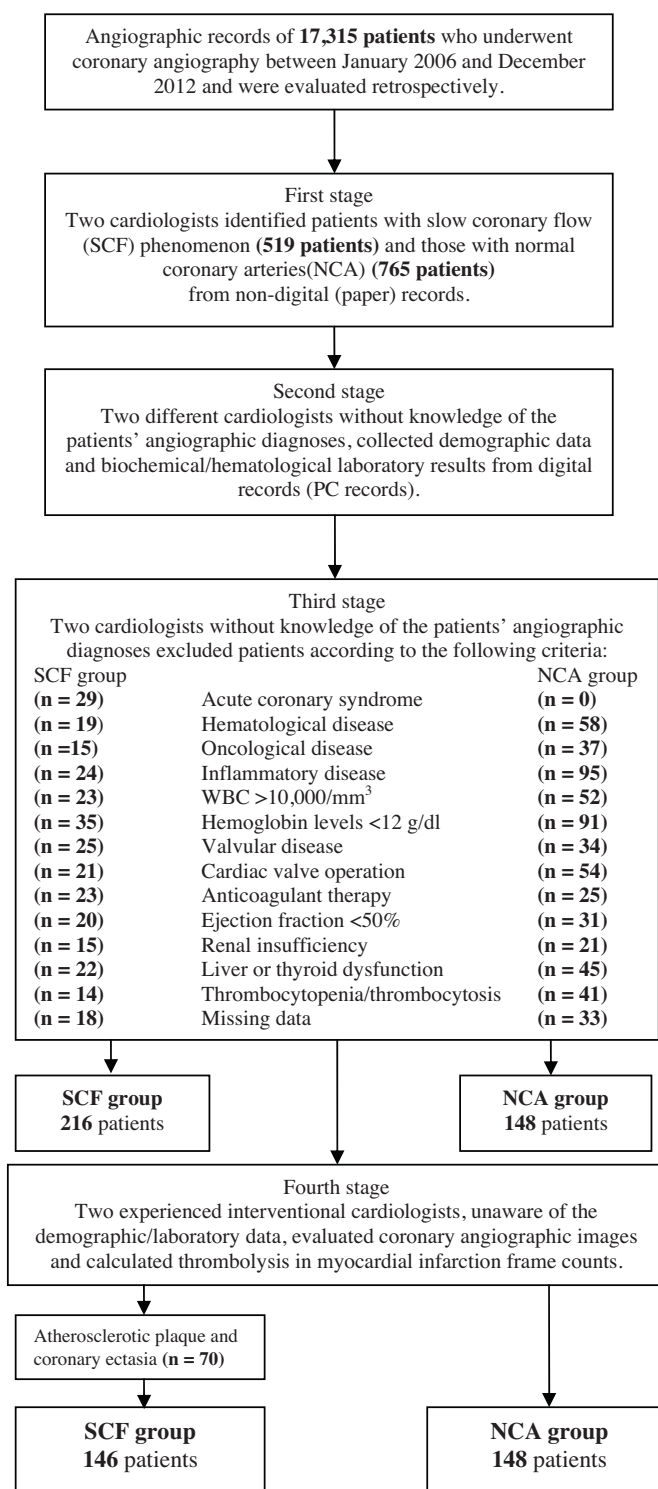 Angiographic records of 17,315 patients who underwent
coronary angiography between January 2006 and December
2012 and were evaluated retrospectively.
First stage
Two cardiologists identified patients with slow coronary flow
(SCF) phenomenon (519 patients) and those with normal
coronary arteries(NCA) (765 patients)
from non-digital (paper) records.
Second stage
Two different cardiologists without knowledge of the
patients’ angiographic diagnoses, collected demographic data
and biochemical/hematological laboratory results from digital
records (PC records).
Third stage
Two cardiologists without knowledge of the patients’ angiographic
diagnoses excluded patients according to the following criteria:
SCF group NCA group
(n = 29) Acute coronary syndrome (n = 0)
(n = 19) Hematological disease (n = 58)
(n =15) Oncological disease (n = 37)
(n = 24) Inflammatory disease (n = 95)
(n = 23) WBC >10,000/mm³ (n = 52)
(n = 35) Hemoglobin levels <12 g/dl (n = 91)
(n = 25) Valvular disease (n = 34)
(n = 21) Cardiac valve operation (n = 54)
(n = 23) Anticoagulant therapy (n = 25)
(n = 20) Ejection fraction <50% (n = 31)
(n = 15) Renal insufficiency (n = 21)
(n = 22) Liver or thyroid dysfunction (n = 45)
(n = 14) Thrombocytopenia/thrombocytosis (n = 41)
(n = 18) Missing data (n = 33)
SCF group
216 patients
NCA group
148 patients
Fourth stage
Two experienced interventional cardiologists, unaware of the
demographic/laboratory data, evaluated coronary angiographic images
and calculated thrombolysis in myocardial infarction frame counts.
Atherosclerotic plaque and
coronary ectasia (n = 70)
SCF group
146 patients
NCA group
148 patients